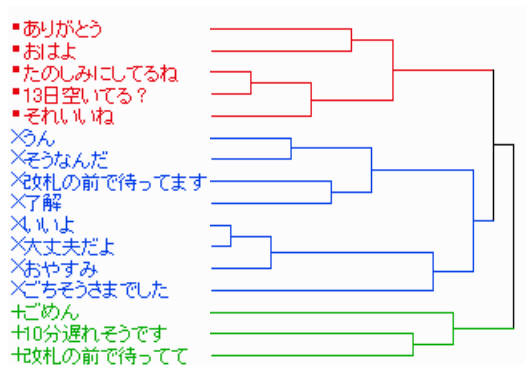 ありがとう
おはよ
たのしみにしてるね
13日空いてる？
それいいね
うん
そうなんだ
改札の前で待ってます
了解
いいよ
大丈夫だよ
おやすみ
ごちそうさまでした
ごめん
10分遅れそうです
改札の前で待ってて